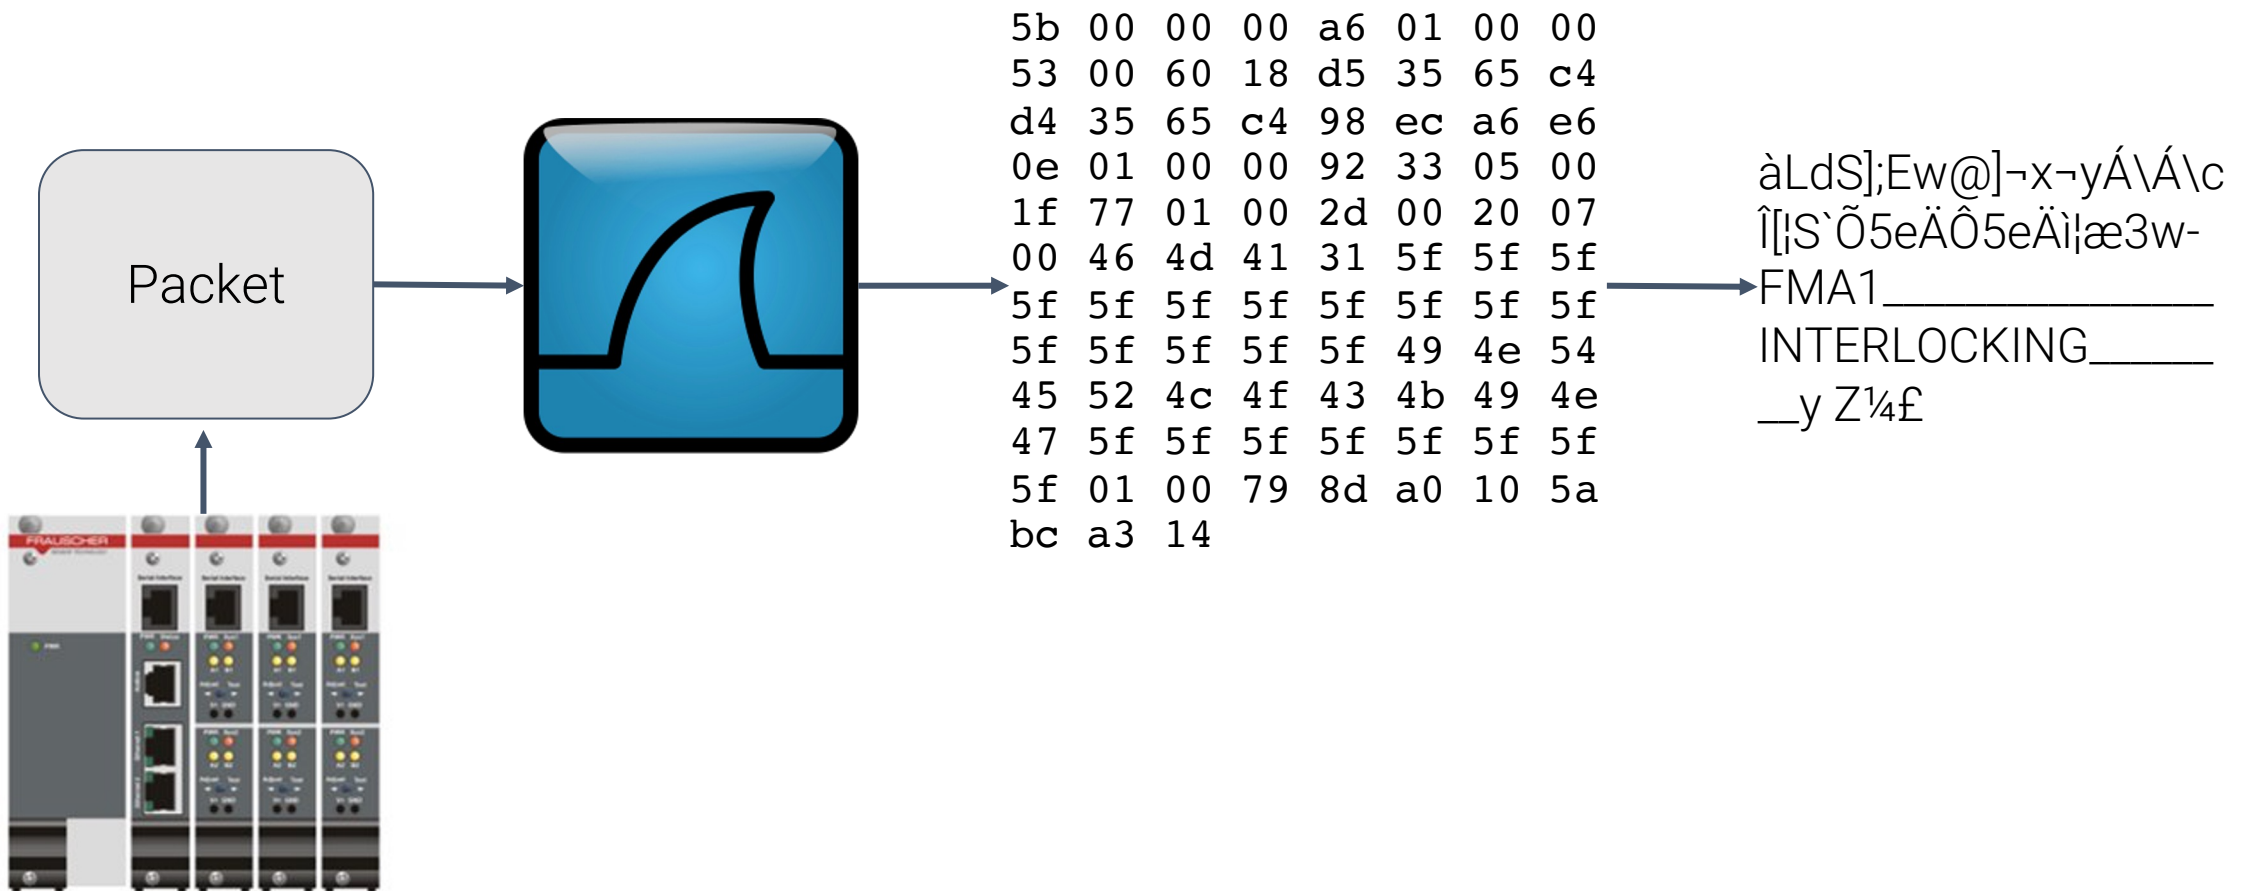 Packet
FRAUSCHER
5b 00 00 00 a6 01 00 00
53 00 60 18 d5 35 65 c4
d4 35 65 c4 98 ec a6 e6
0e 01 00 00 92 33 05 00
1f 77 01 00 2d 00 20 07
00 46 4d 41 31 5f 5f 5f
5f 5f 5f 5f 5f 5f 5f 5f
5f 5f 5f 5f 5f 49 4e 54
45 52 4c 4f 43 4b 49 4e
47 5f 5f 5f 5f 5f 5f 5f
5f 01 00 79 8d a0 10 5a
bc a3 14
àLdS];Ew@]¬x¬yÁ\Á\c
Î[¦S`Õ5eÄÔ5eÄì¦æ3w-
FMA1________________
INTERLOCKING______
__y Z¼£